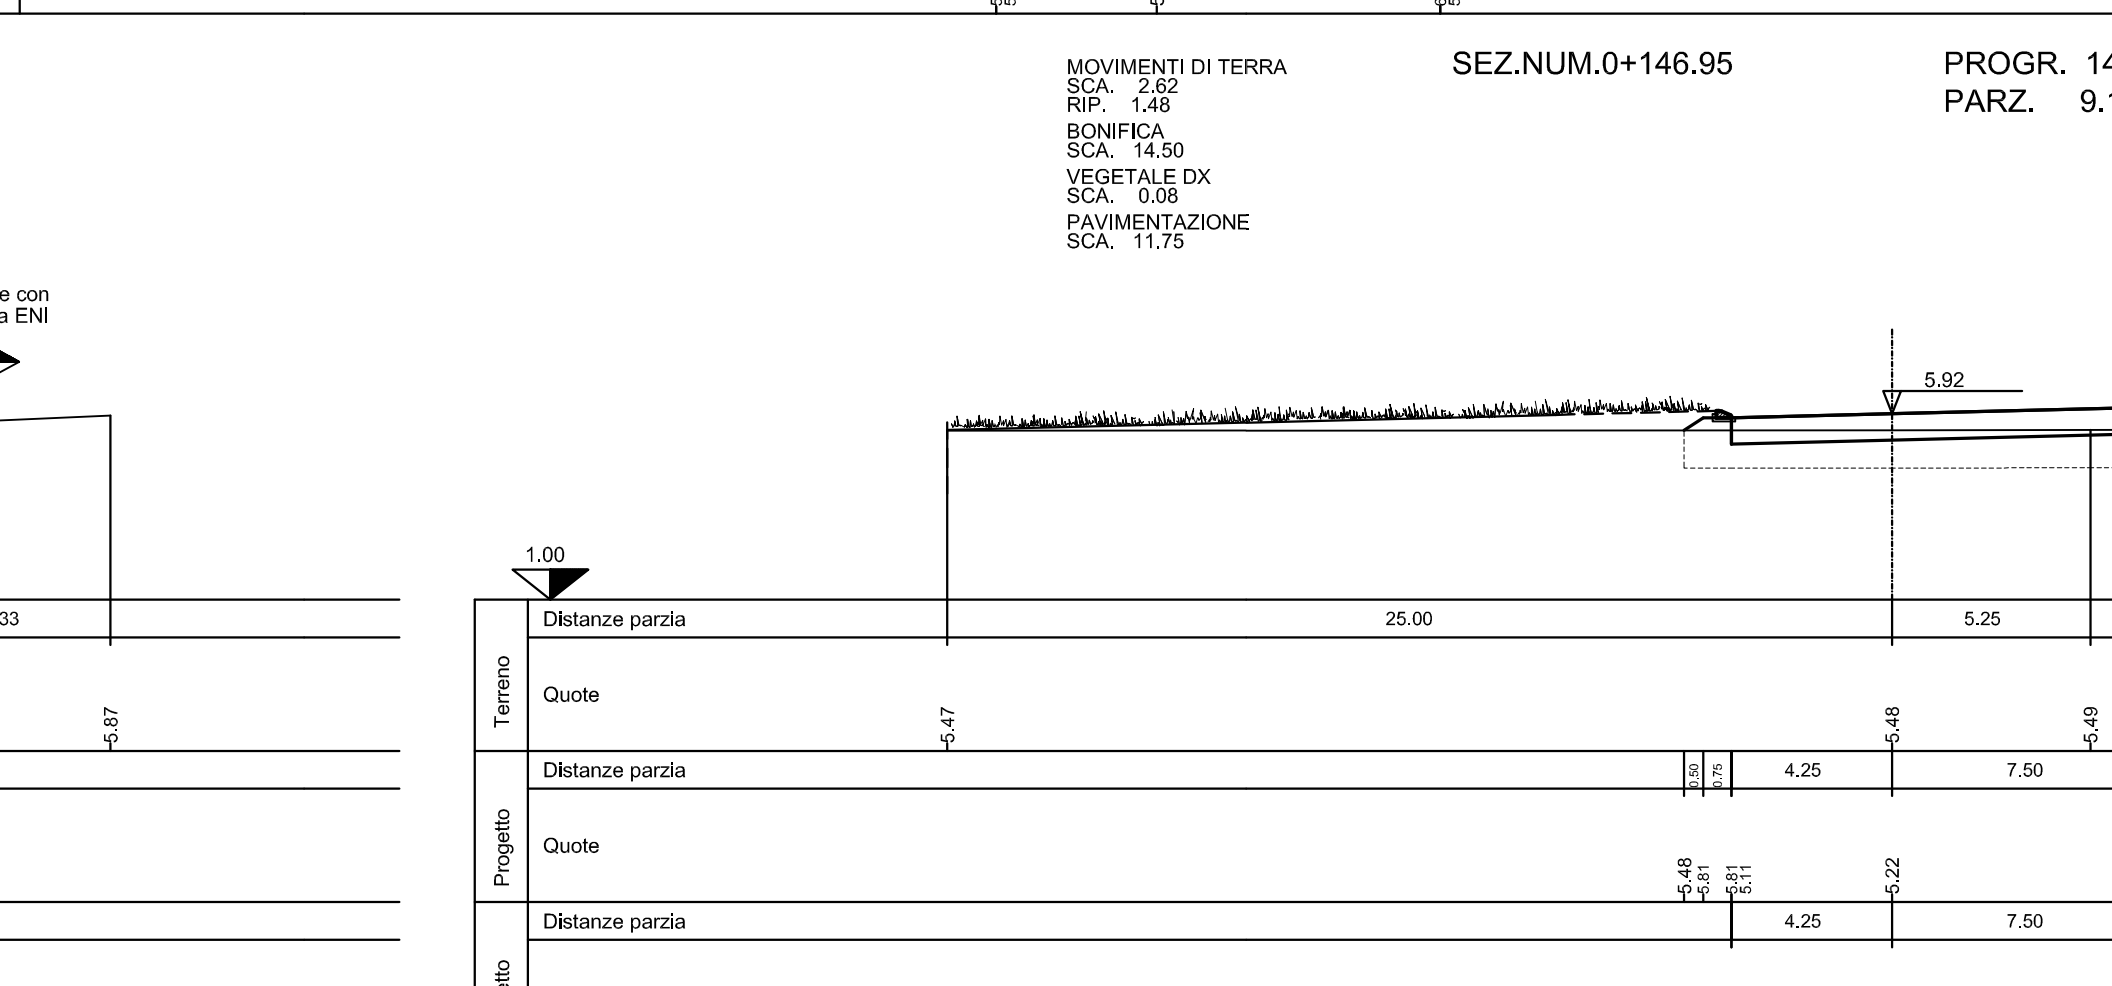 MOVIMENTI DI TERRA
SCA. 2.62
RIP. 1.48
BONIFICA
SCA. 14.50
VEGETALE DX
SCA. 0.08
PAVIMENTAZIONE
SCA. 11.75
SEZ.NUM.0+146.95
PROGR. 14
PARZ. 9.1
e con
a ENI
5.92
1.00
33
5.87
Terreno
Distanze parzia
25.00
5.25
Quote
5.47
5.48
5.49
Progetto
Distanze parzia
0.50
0.75
4.25
7.50
Quote
5.48
5.81
5.81
5.11
5.22
Distanze parzia
4.25
7.50
etto